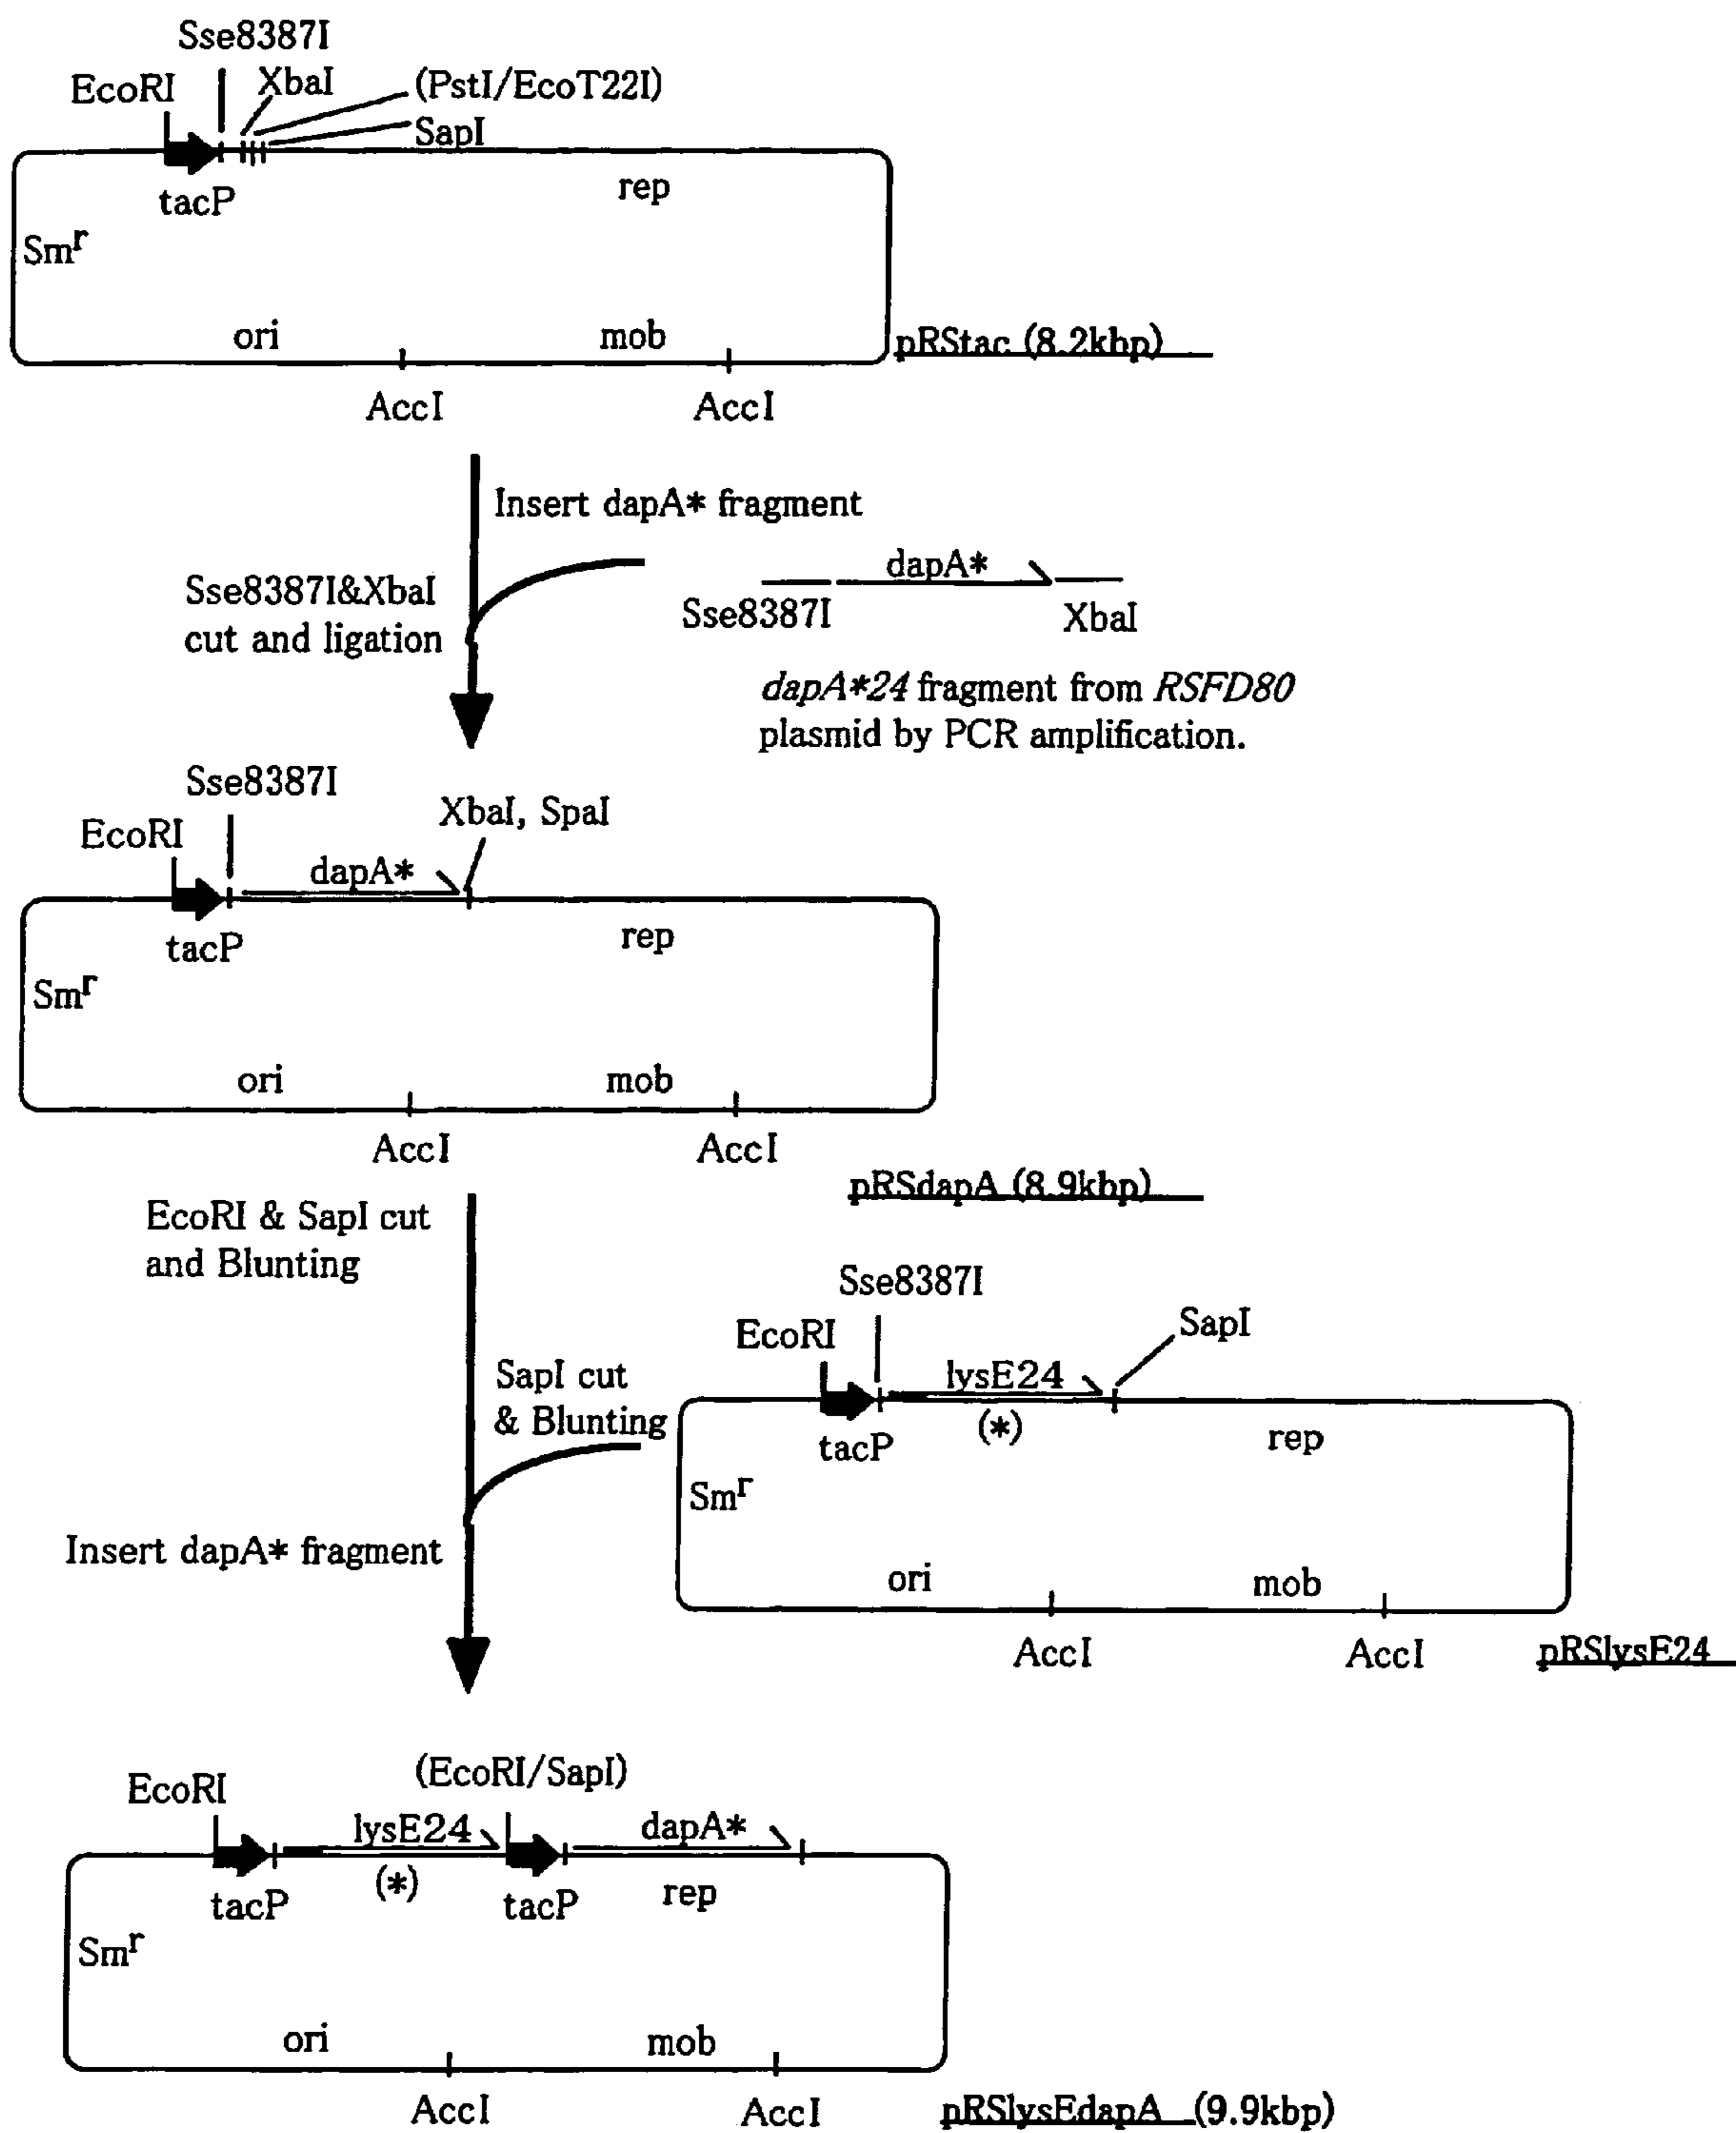 Sse8387I
EcoRI
XbaI
(PstI/EcoT22I)
SapI
tacP
rep
Smr
ori
mob
pRStac (8.2kbp)
AccI
AccI
Insert dapA* fragment
Sse8387I&XbaI
cut and ligation
dapA*
Sse8387I
XbaI
dapA*24 fragment from RSFD80
plasmid by PCR amplification.
Sse8387I
EcoRI
XbaI, SpaI
dapA*
tacP
rep
Smr
ori
mob
AccI
AccI
pRSdapA (8.9kbp)
EcoRI & SapI cut
and Blunting
Sse8387I
EcoRI
SapI
lysE24
(*)
tacP
rep
SapI cut
& Blunting
Smr
Insert dapA* fragment
ori
mob
AccI
AccI
pRSlysE24
EcoRI
(EcoRI/SapI)
lysE24
dapA*
(*)
tacP
tacP
rep
Smr
ori
mob
AccI
AccI
pRSlysEdapA (9.9kbp)